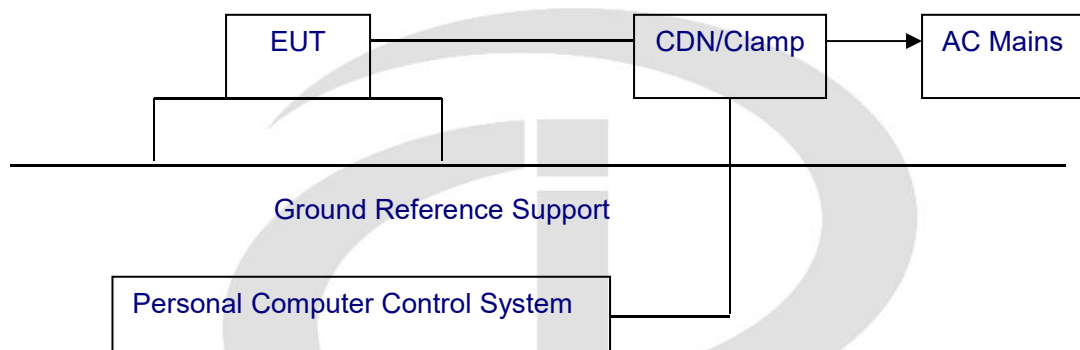 EUT
CDN/Clamp
AC Mains
Ground Reference Support
Personal Computer Control System